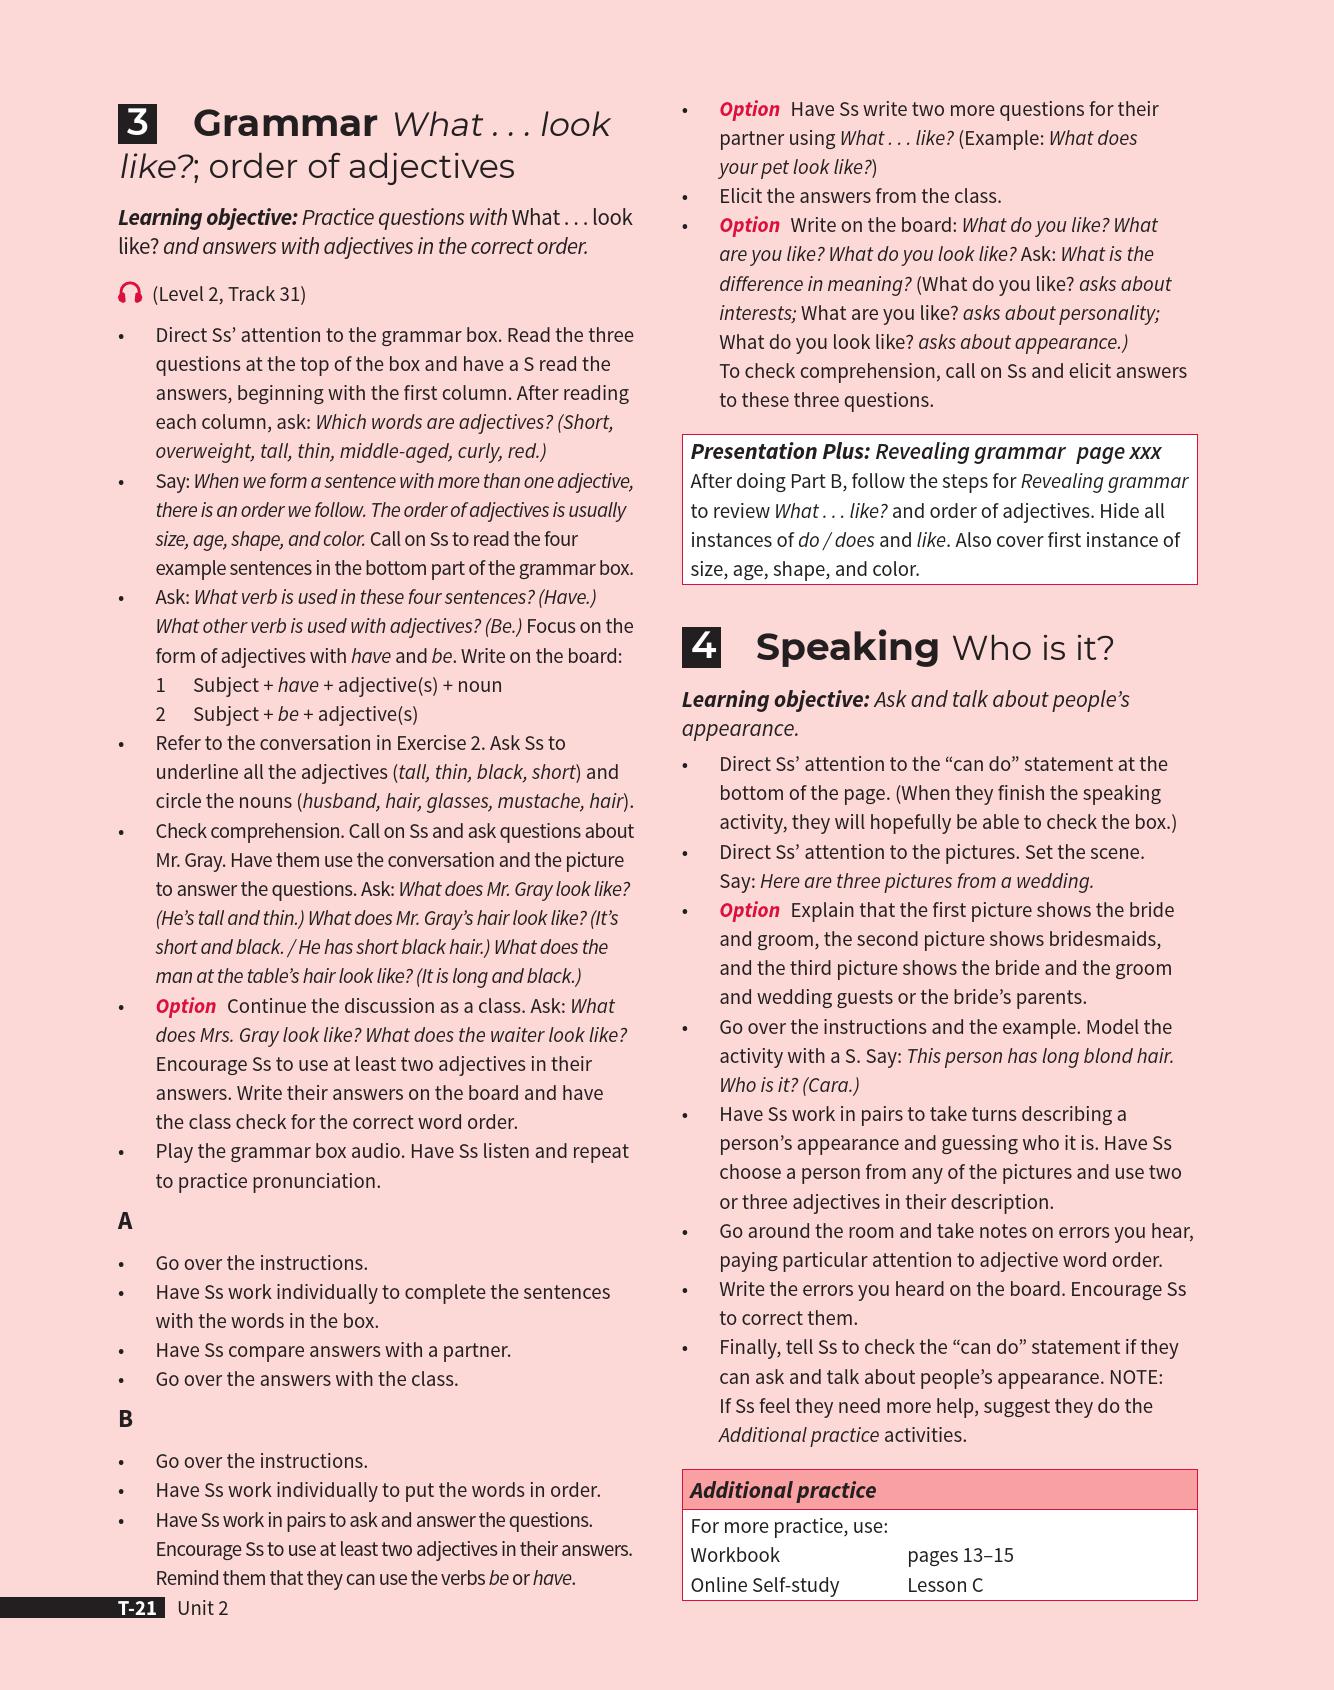 3 Grammar What . . . look
like?; order of adjectives
Learning objective: Practice questions with What . . . look
like? and answers with adjectives in the correct order.
(Level 2, Track 31)
• Direct Ss’ attention to the grammar box. Read the three
questions at the top of the box and have a S read the
answers, beginning with the first column. After reading
each column, ask: Which words are adjectives? (Short,
overweight, tall, thin, middle-aged, curly, red.)
• Say: When we form a sentence with more than one adjective,
there is an order we follow. The order of adjectives is usually
size, age, shape, and color. Call on Ss to read the four
example sentences in the bottom part of the grammar box.
• Ask: What verb is used in these four sentences? (Have.)
What other verb is used with adjectives? (Be.) Focus on the
form of adjectives with have and be. Write on the board:
1 Subject + have + adjective(s) + noun
2 Subject + be + adjective(s)
• Refer to the conversation in Exercise 2. Ask Ss to
underline all the adjectives (tall, thin, black, short) and
circle the nouns (husband, hair, glasses, mustache, hair).
• Check comprehension. Call on Ss and ask questions about
Mr. Gray. Have them use the conversation and the picture
to answer the questions. Ask: What does Mr. Gray look like?
(He’s tall and thin.) What does Mr. Gray’s hair look like? (It’s
short and black. / He has short black hair.) What does the
man at the table’s hair look like? (It is long and black.)
• Option Continue the discussion as a class. Ask: What
does Mrs. Gray look like? What does the waiter look like?
Encourage Ss to use at least two adjectives in their
answers. Write their answers on the board and have
the class check for the correct word order.
• Play the grammar box audio. Have Ss listen and repeat
to practice pronunciation.
A
• Go over the instructions.
• Have Ss work individually to complete the sentences
with the words in the box.
• Have Ss compare answers with a partner.
• Go over the answers with the class.
B
• Go over the instructions.
• Have Ss work individually to put the words in order.
• Have Ss work in pairs to ask and answer the questions.
Encourage Ss to use at least two adjectives in their answers.
Remind them that they can use the verbs be or have.
• Option Have Ss write two more questions for their
partner using What . . . like? (Example: What does
your pet look like?)
• Elicit the answers from the class.
• Option Write on the board: What do you like? What
are you like? What do you look like? Ask: What is the
difference in meaning? (What do you like? asks about
interests; What are you like? asks about personality;
What do you look like? asks about appearance.)
To check comprehension, call on Ss and elicit answers
to these three questions.
Presentation Plus: Revealing grammar page xxx
After doing Part B, follow the steps for Revealing grammar
to review What . . . like? and order of adjectives. Hide all
instances of do / does and like. Also cover first instance of
size, age, shape, and color.
4 Speaking Who is it?
Learning objective: Ask and talk about people’s
appearance.
• Direct Ss’ attention to the “can do” statement at the
bottom of the page. (When they finish the speaking
activity, they will hopefully be able to check the box.)
• Direct Ss’ attention to the pictures. Set the scene.
Say: Here are three pictures from a wedding.
• Option Explain that the first picture shows the bride
and groom, the second picture shows bridesmaids,
and the third picture shows the bride and the groom
and wedding guests or the bride’s parents.
• Go over the instructions and the example. Model the
activity with a S. Say: This person has long blond hair.
Who is it? (Cara.)
• Have Ss work in pairs to take turns describing a
person’s appearance and guessing who it is. Have Ss
choose a person from any of the pictures and use two
or three adjectives in their description.
• Go around the room and take notes on errors you hear,
paying particular attention to adjective word order.
• Write the errors you heard on the board. Encourage Ss
to correct them.
• Finally, tell Ss to check the “can do” statement if they
can ask and talk about people’s appearance. NOTE:
If Ss feel they need more help, suggest they do the
Additional practice activities.
Additional practice
For more practice, use:
Workbook pages 13–15
Online Self-study Lesson C
T-21 Unit 2